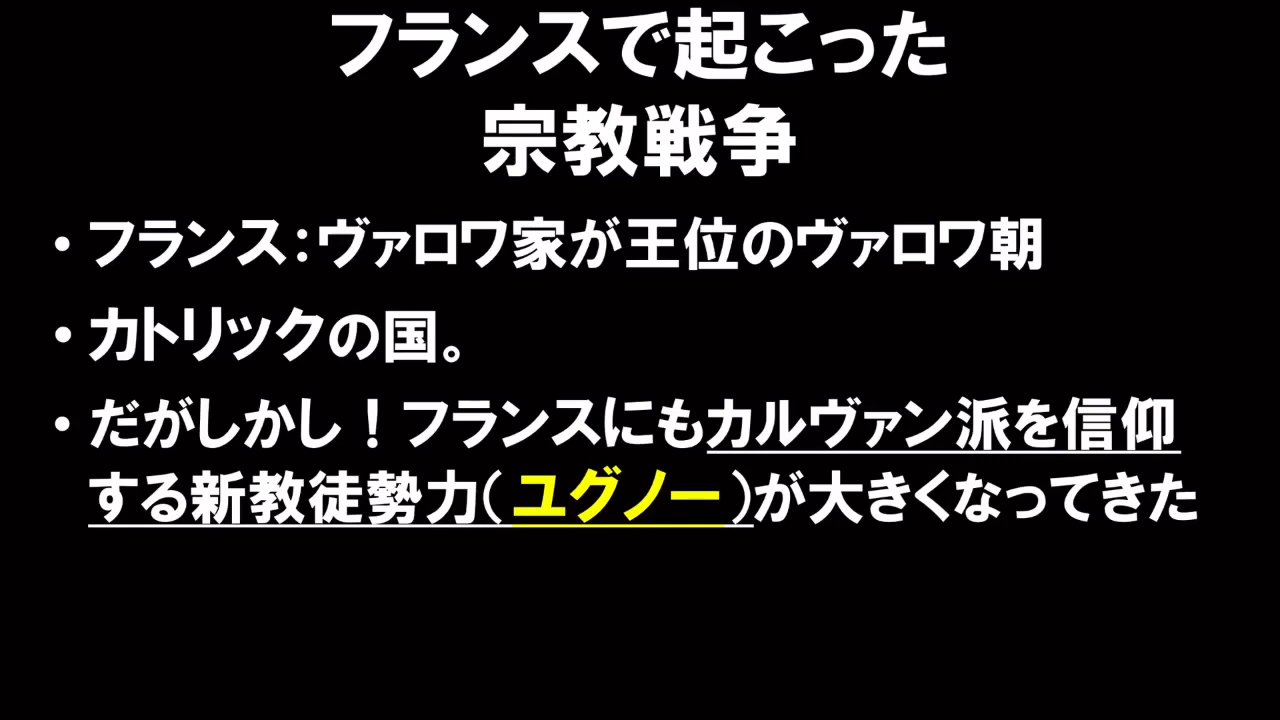 フランスで起こった
宗教戦争
・フランス：ヴァロワ家が王位のヴァロワ朝
・カトリックの国。
・だがしかし！フランスにもカルヴァン派を信仰
する新教徒勢力（ユグノー）が大きくなってきた